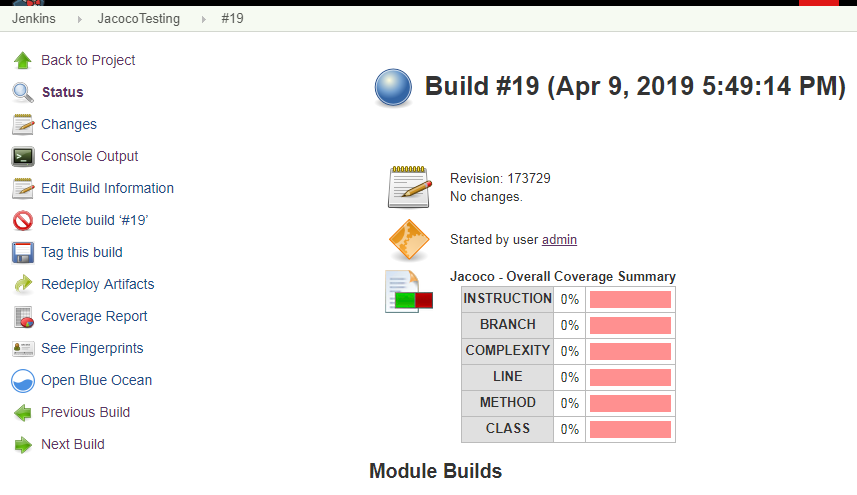 Jenkins JacocoTesting #19
Back to Project
Status
Changes
Console Output
Edit Build Information
Delete build ‘#19’
Tag this build
Redeploy Artifacts
Coverage Report
See Fingerprints
Open Blue Ocean
Previous Build
Next Build
Build #19 (Apr 9, 2019 5:49:14 PM)
Revision: 173729
No changes.
Started by user admin
Jacoco - Overall Coverage Summary
INSTRUCTION 0%
BRANCH 0%
COMPLEXITY 0%
LINE 0%
METHOD 0%
CLASS 0%
Module Builds